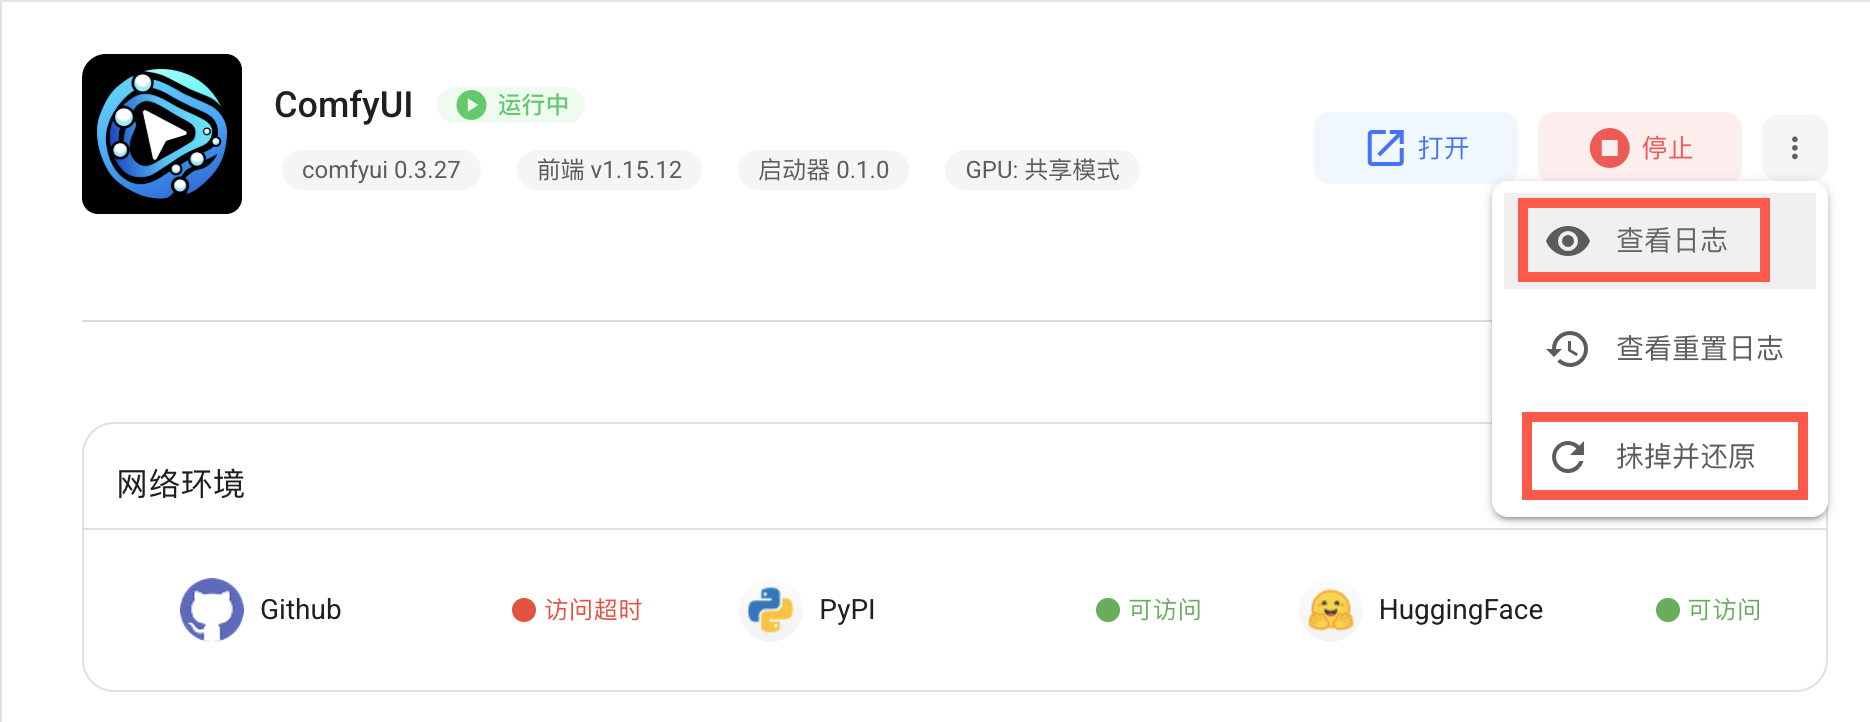 ComfyUI 运行中
comfyui 0.3.27 前端 v1.15.12 启动器 0.1.0 GPU: 共享模式
打开 停止
查看日志
查看重置日志
抹掉并还原
网络环境
Github 访问超时 PyPI 可访问 HuggingFace 可访问